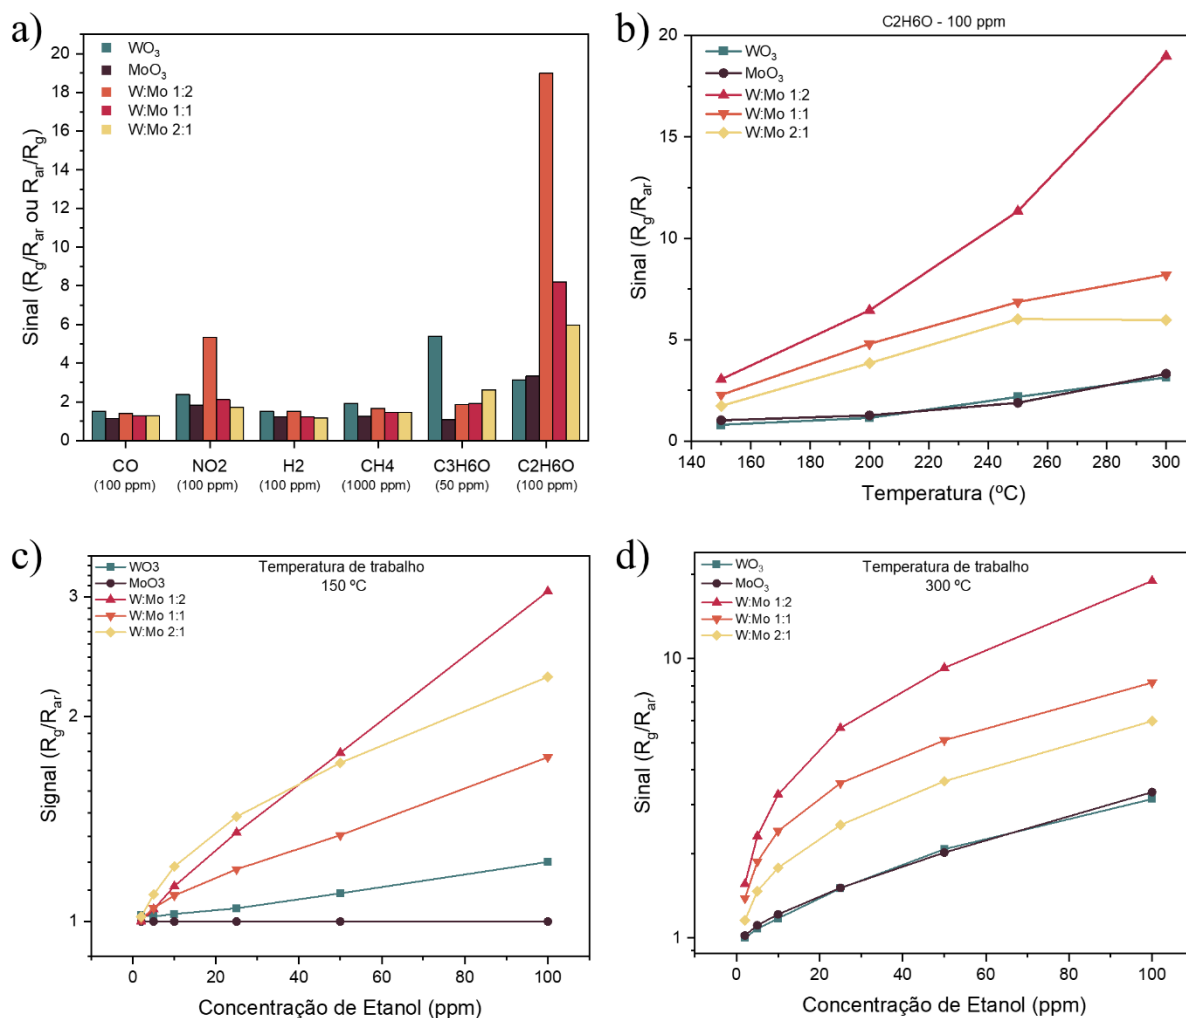 a)
Sinal (Rg/Rar ou Rar/Rg)
20
18
16
14
12
10
8
6
4
2
0
WO3
MoO3
W:Mo 1:2
W:Mo 1:1
W:Mo 2:1
CO NO2 H2 CH4 C3H6O C2H6O
(100 ppm) (100 ppm) (100 ppm) (1000 ppm) (50 ppm) (100 ppm)
b)
C2H6O - 100 ppm
Sinal (Rg/Rar)
20
15
10
5
0
WO3
MoO3
W:Mo 1:2
W:Mo 1:1
W:Mo 2:1
140 160 180 200 220 240 260 280 300
Temperatura (ºC)
c)
Temperatura de trabalho
150 ºC
Signal (Rg/Rar)
3
2
1
WO3
MoO3
W:Mo 1:2
W:Mo 1:1
W:Mo 2:1
0 20 40 60 80 100
Concentração de Etanol (ppm)
d)
Temperatura de trabalho
300 ºC
Sinal (Rg/Rar)
10
1
WO3
MoO3
W:Mo 1:2
W:Mo 1:1
W:Mo 2:1
0 20 40 60 80 100
Concentração de Etanol (ppm)